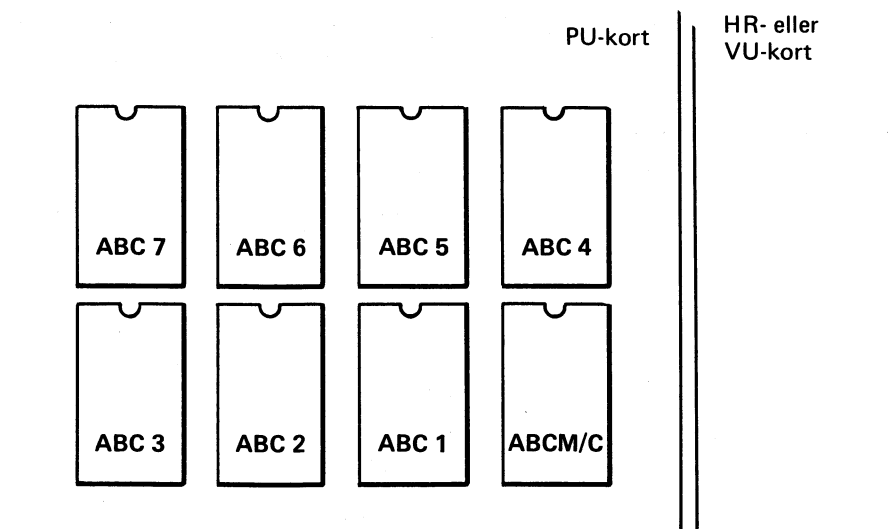 PU-kort
HR- eller
VU-kort
ABC 7
ABC 6
ABC 5
ABC 4
ABC 3
ABC 2
ABC 1
ABCM/C